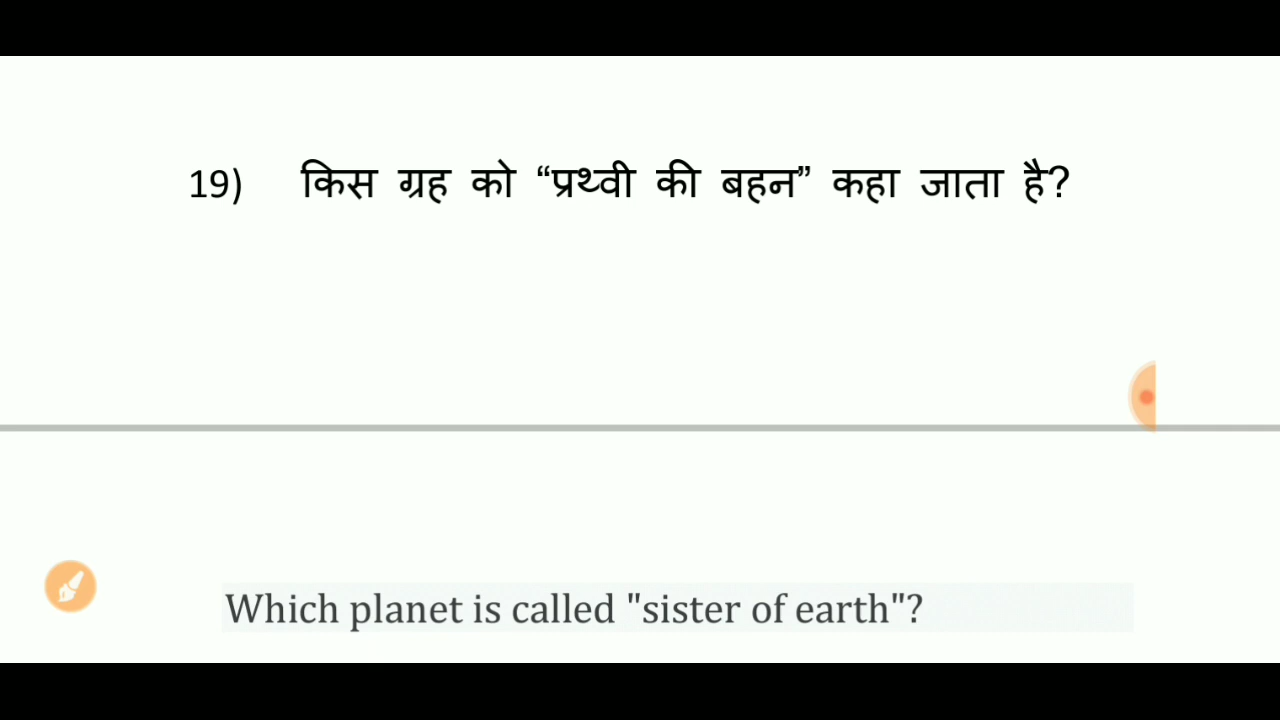 19) किस ग्रह को “प्रथ्वी की बहन” कहा जाता है?
Which planet is called "sister of earth"?